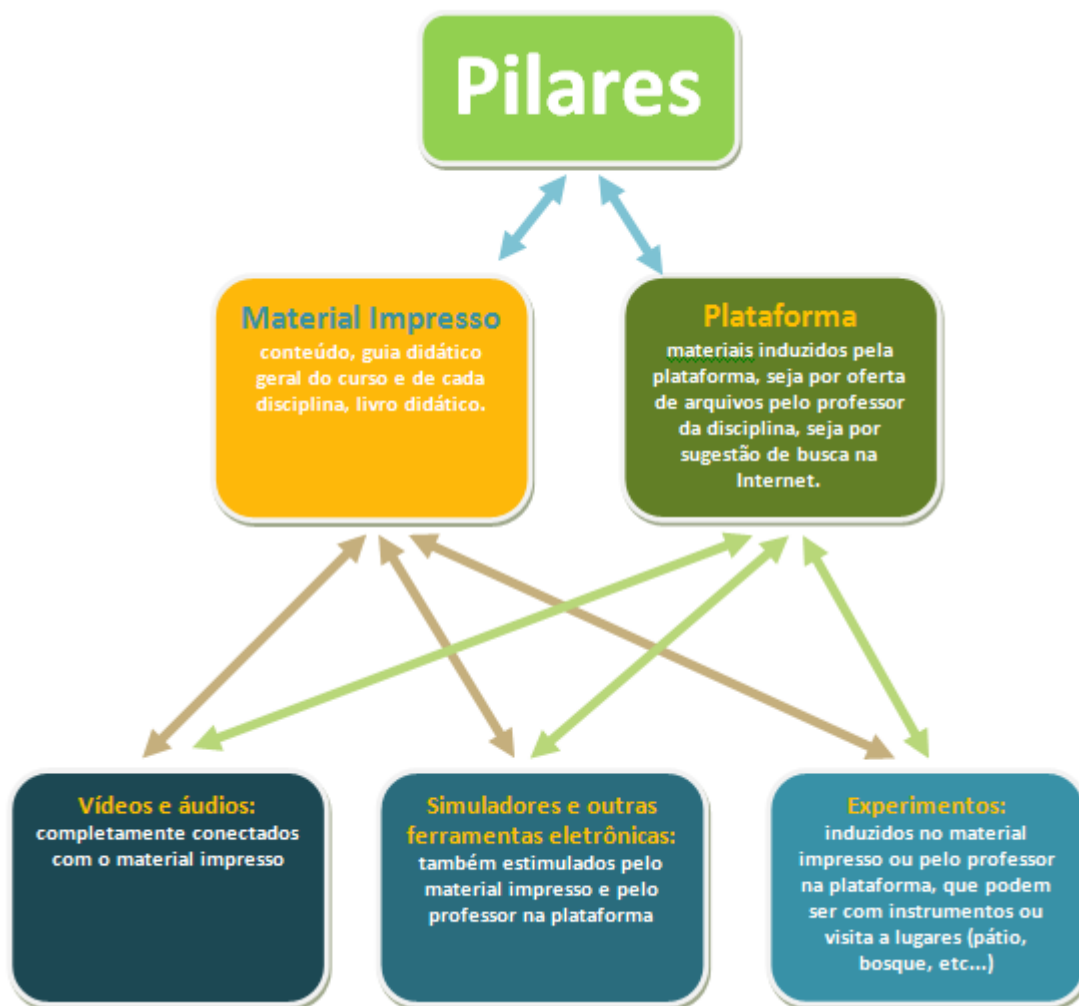 Pilares
Material Impresso
conteúdo, guia didático
geral do curso e de cada
disciplina, livro didático.
Plataforma
materiais induzidos pela
plataforma, seja por oferta
de arquivos pelo professor
da disciplina, seja por
sugestão de busca na
Internet.
Vídeos e áudios:
completamente conectados
com o material impresso
Simuladores e outras
ferramentas eletrônicas:
também estimulados pelo
material impresso e pelo
professor na plataforma
Experimentos:
induzidos no material
impresso ou pelo professor
na plataforma, que podem
ser com instrumentos ou
visita a lugares (pátio,
bosque, etc...)